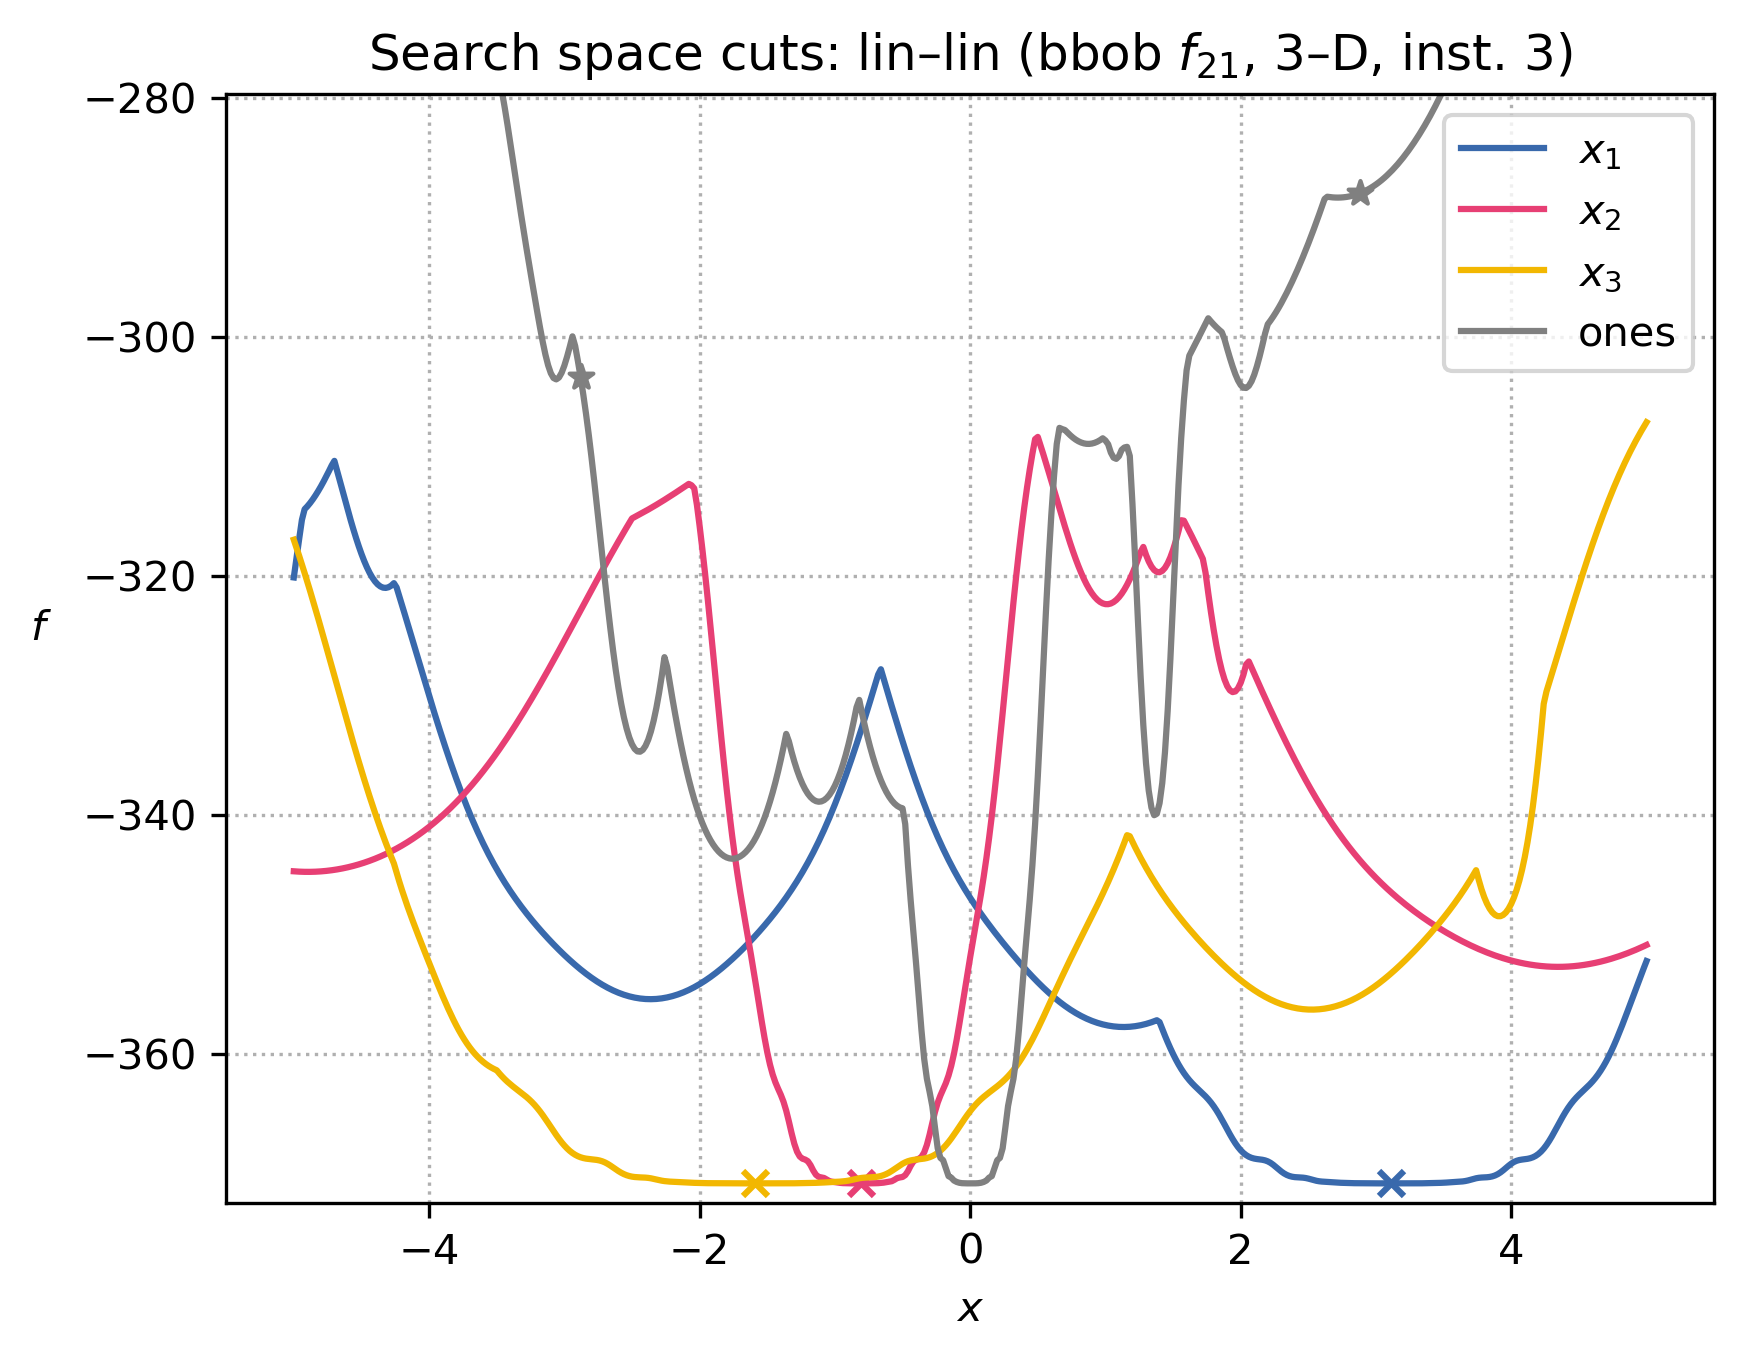 Search space cuts: lin–lin (bbob f₂₁, 3–D, inst. 3)
−280
−300
−320
−340
−360
f
x₁
x₂
x₃
ones
−4
−2
0
2
4
x